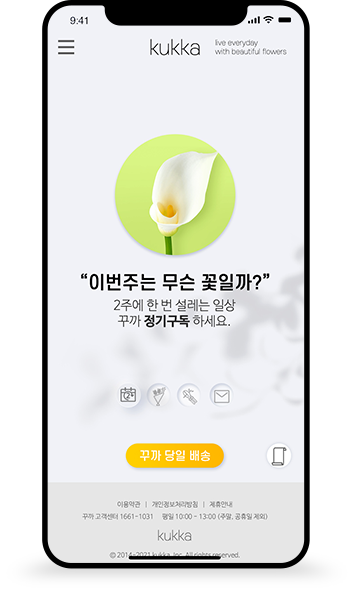 9:41
kukka
live everyday
with beautiful flowers
“이번주는 무슨 꽃일까?”
2주에 한 번 설레는 일상
꾸까 정기구독 하세요.
꾸까 당일 배송
이용약관 | 개인정보처리방침 | 제휴안내
꾸까 고객센터 1661-1031 평일 10:00 - 13:00 (주말, 공휴일 제외)
kukka
© 2014-2021 kukka, Inc. All rights reserved.